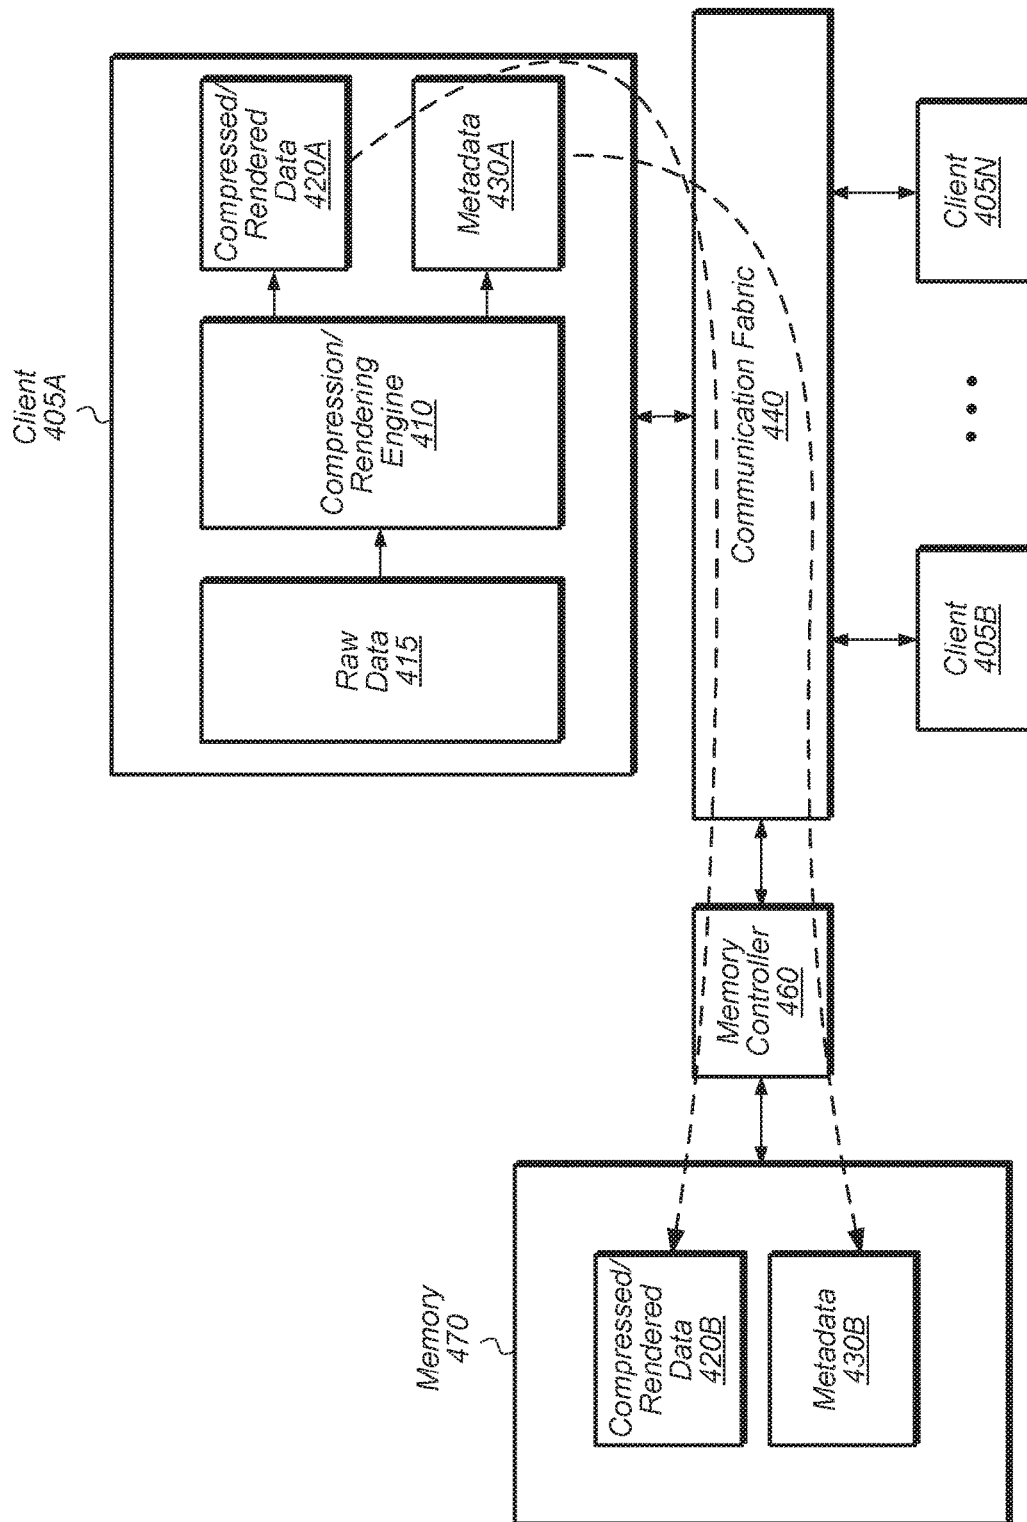 Client
405A
Raw
Data
415
Compression/
Rendering
Engine
410
Compressed/
Rendered
Data
420A
Metadata
430A
Memory
470
Compressed/
Rendered
Data
420B
Metadata
430B
Memory
Controller
460
Communication Fabric
440
Client
405B
Client
405N